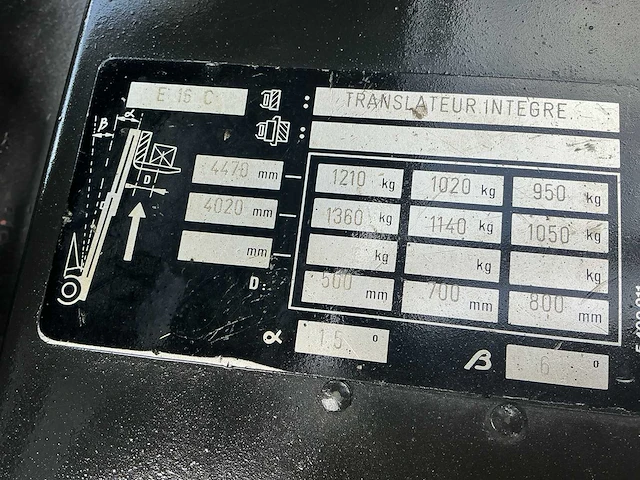 E 16 C : TRANSLATEUR INTEGRE
:
4470 mm 1210 kg 1020 kg 950 kg
4020 mm 1360 kg 1140 kg 1050 kg
mm kg kg kg
D: 500 mm 700 mm 800 mm
α 1.5 ° β 6 °
β α
D